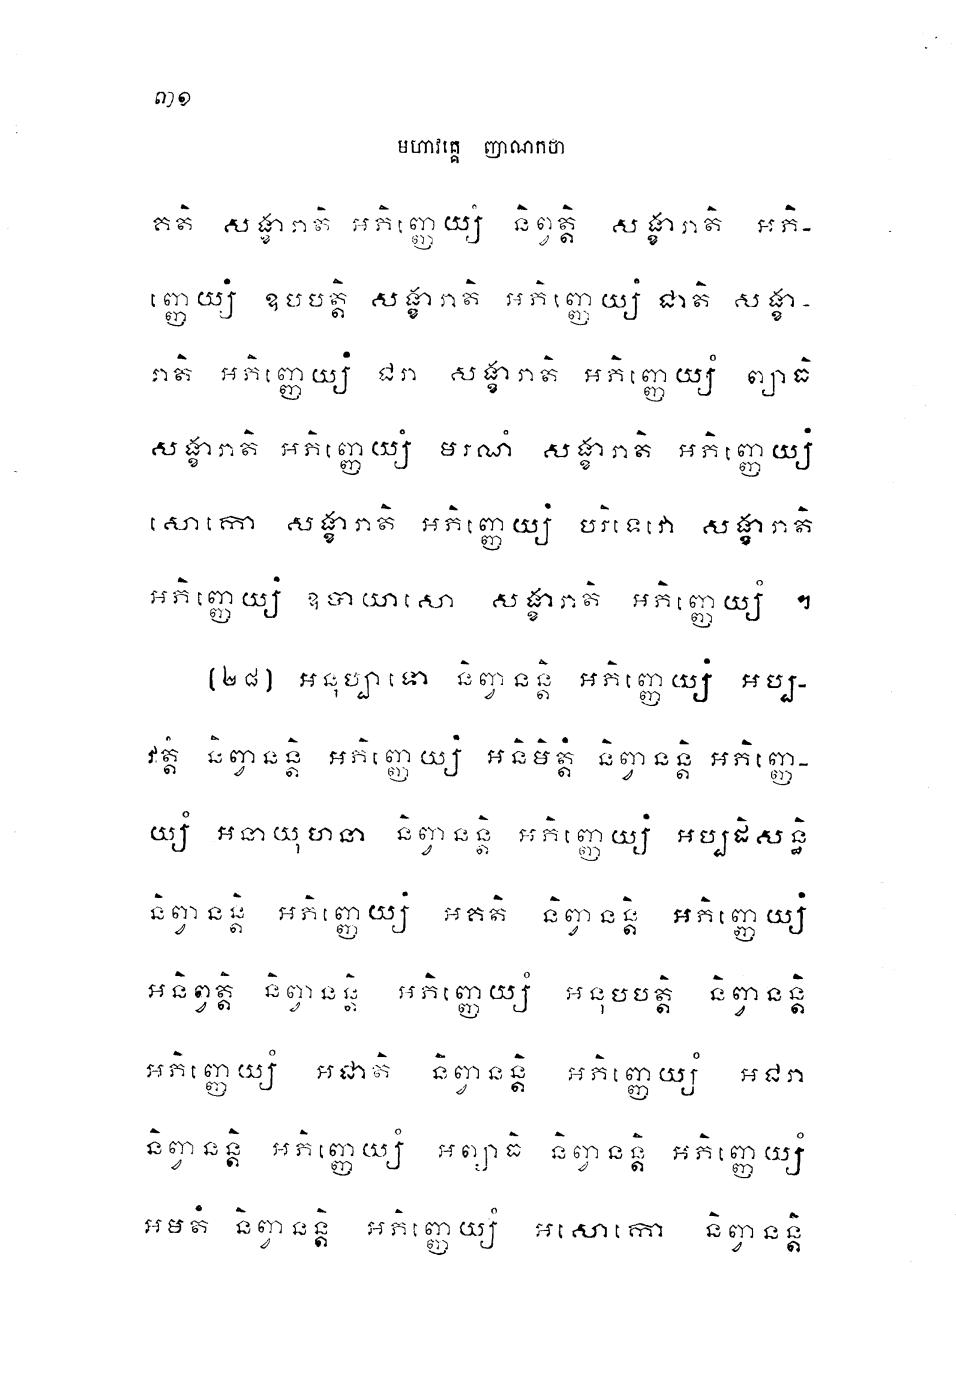 ៣១
មហាវគ្គេ ញាណកថា
គតិ សង្ខារាតិ អភិញ្ញេយ្យំ និព្វត្តិ សង្ខារាតិ អភិ-
ញ្ញេយ្យំ ឧបបត្តិ សង្ខារាតិ អភិញ្ញេយ្យំ ជាតិ សង្ខា-
រាតិ អភិញ្ញេយ្យំ ជរា សង្ខារាតិ អភិញ្ញេយ្យំ ព្យាធិ
សង្ខារាតិ អភិញ្ញេយ្យំ មរណំ សង្ខារាតិ អភិញ្ញេយ្យំ
សោកោ សង្ខារាតិ អភិញ្ញេយ្យំ បរិទេវោ សង្ខារាតិ
អភិញ្ញេយ្យំ ឧបាយាសោ សង្ខារាតិ អភិញ្ញេយ្យំ ។
(២៨) អនុប្បាទោ និព្វានន្តិ អភិញ្ញេយ្យំ អប្ប-
វត្តំ និព្វានន្តិ អភិញ្ញេយ្យំ អនិមិត្តំ និព្វានន្តិ អភិញ្ញេ-
យ្យំ អនាយុហនា និព្វានន្តិ អភិញ្ញេយ្យំ អប្បដិសន្ធិ
និព្វានន្តិ អភិញ្ញេយ្យំ អគតិ និព្វានន្តិ អភិញ្ញេយ្យំ
អនិព្វត្តិ និព្វានន្តិ អភិញ្ញេយ្យំ អនុបបត្តិ និព្វានន្តិ
អភិញ្ញេយ្យំ អជាតិ និព្វានន្តិ អភិញ្ញេយ្យំ អជរា
និព្វានន្តិ អភិញ្ញេយ្យំ អព្យាធិ និព្វានន្តិ អភិញ្ញេយ្យំ
អមតំ និព្វានន្តិ អភិញ្ញេយ្យំ អសោកោ និព្វានន្តិ